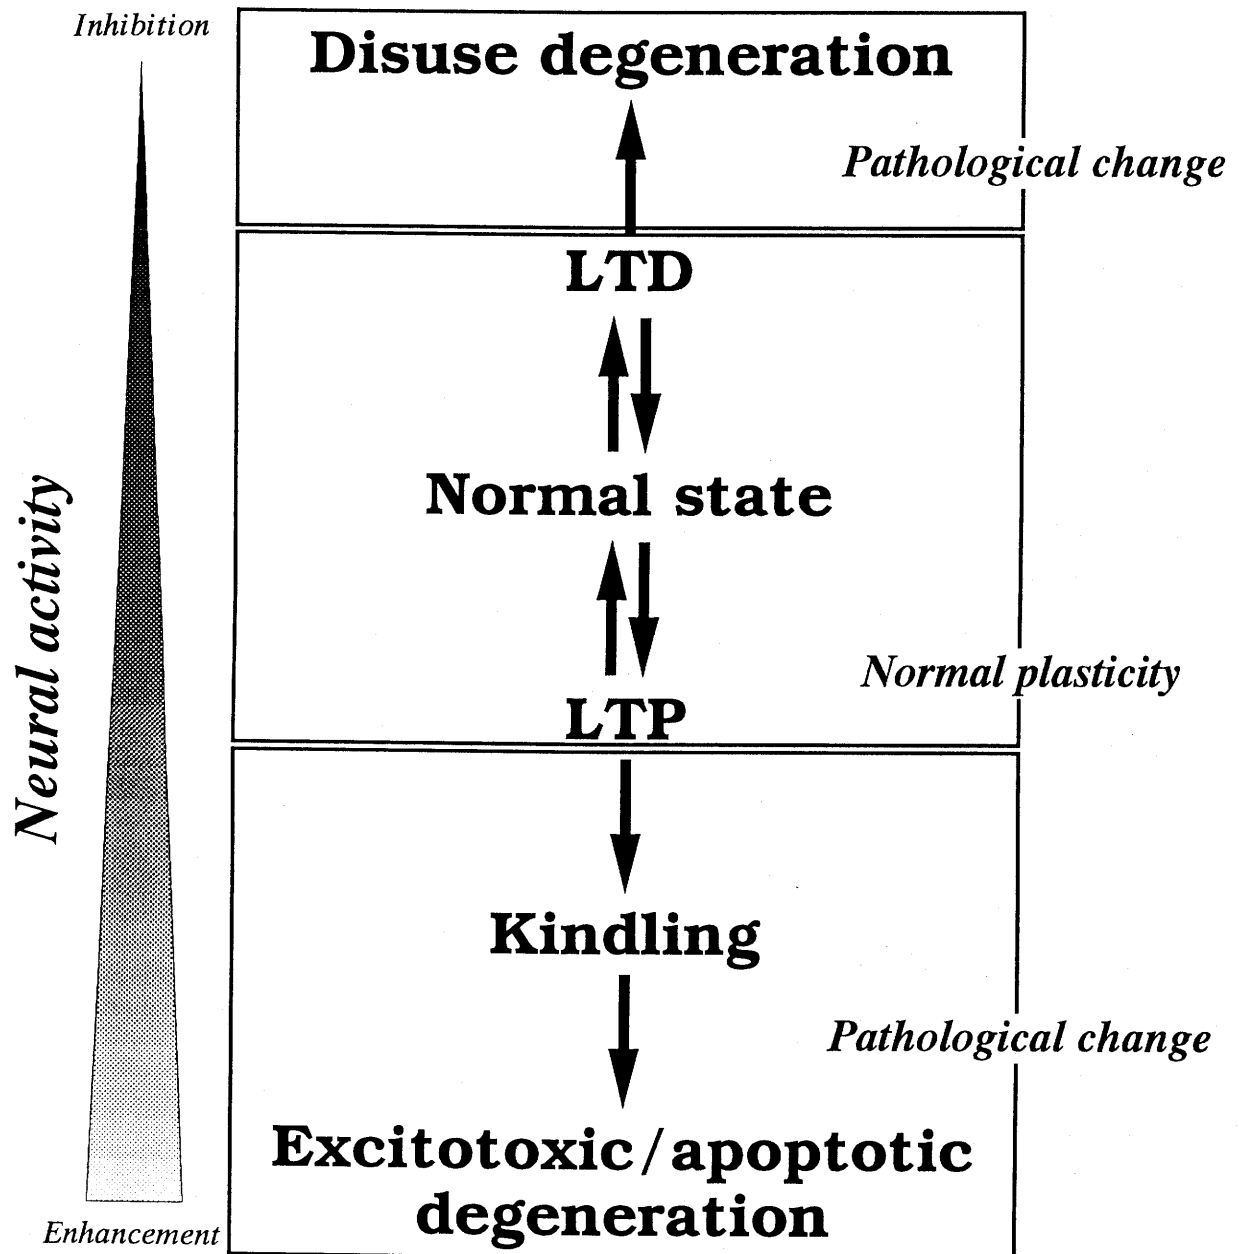 Inhibition
Disuse degeneration
Pathological change
LTD
Normal state
Neural activity
Normal plasticity
LTP
Kindling
Pathological change
Excitotoxic/apoptotic
degeneration
Enhancement